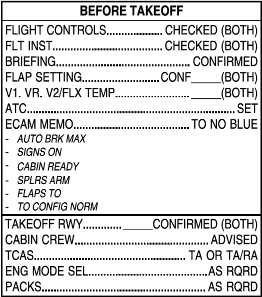 BEFORE TAKEOFF
FLIGHT CONTROLS.................... CHECKED (BOTH)
FLT INST........................................ CHECKED (BOTH)
BRIEFING................................................ CONFIRMED
FLAP SETTING...........................CONF_____(BOTH)
V1. VR. V2/FLX TEMP..........................______(BOTH)
ATC...................................................................SET
ECAM MEMO........................................TO NO BLUE
- AUTO BRK MAX
- SIGNS ON
- CABIN READY
- SPLRS ARM
- FLAPS TO
- TO CONFIG NORM
TAKEOFF RWY.............______CONFIRMED (BOTH)
CABIN CREW.............................................. ADVISED
TCAS................................................... TA OR TA/RA
ENG MODE SEL.........................................AS RQRD
PACKS........................................................AS RQRD